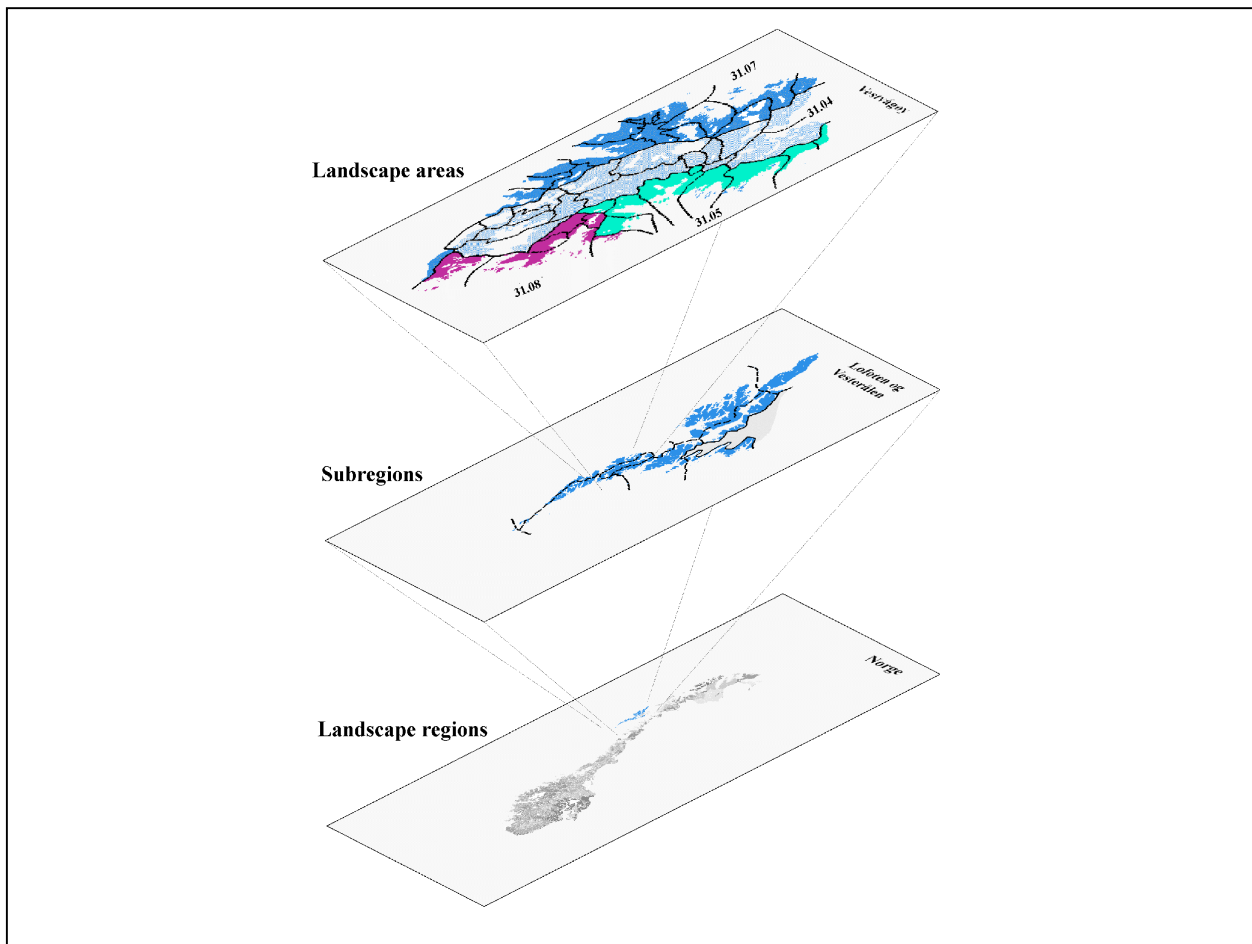 31.07
Vestvågøy
31.04
Landscape areas
31.05
31.08
Lofoten og
Vesterålen
Subregions
Norge
Landscape regions